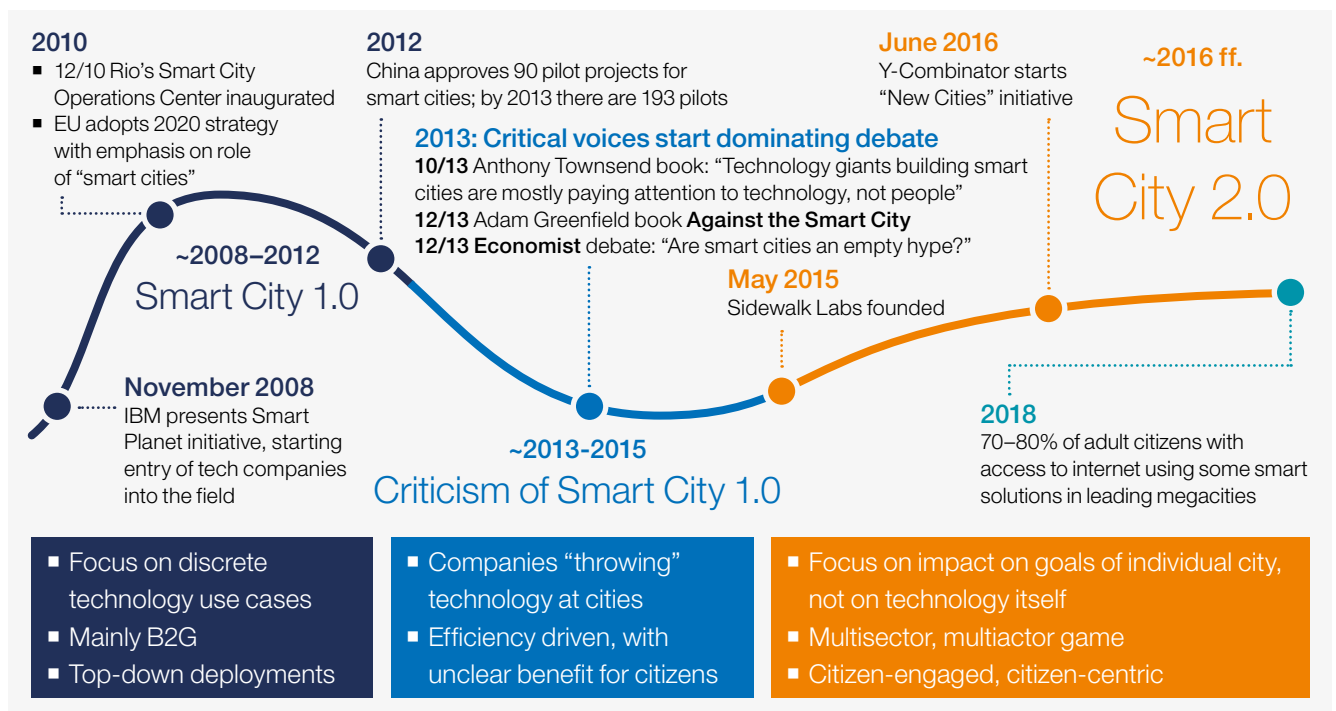 2010
▪ 12/10 Rio’s Smart City
Operations Center inaugurated
▪ EU adopts 2020 strategy
with emphasis on role
of “smart cities”
2012
China approves 90 pilot projects for
smart cities; by 2013 there are 193 pilots
2013: Critical voices start dominating debate
10/13 Anthony Townsend book: “Technology giants building smart
cities are mostly paying attention to technology, not people”
12/13 Adam Greenfield book Against the Smart City
12/13 Economist debate: “Are smart cities an empty hype?”
June 2016
Y-Combinator starts
“New Cities” initiative
~2016 ff.
Smart
City 2.0
~2008–2012
Smart City 1.0
May 2015
Sidewalk Labs founded
November 2008
IBM presents Smart
Planet initiative, starting
entry of tech companies
into the field
~2013-2015
Criticism of Smart City 1.0
2018
70–80% of adult citizens with
access to internet using some smart
solutions in leading megacities
▪ Focus on discrete
technology use cases
▪ Mainly B2G
▪ Top-down deployments
▪ Companies “throwing”
technology at cities
▪ Efficiency driven, with
unclear benefit for citizens
▪ Focus on impact on goals of individual city,
not on technology itself
▪ Multisector, multiactor game
▪ Citizen-engaged, citizen-centric